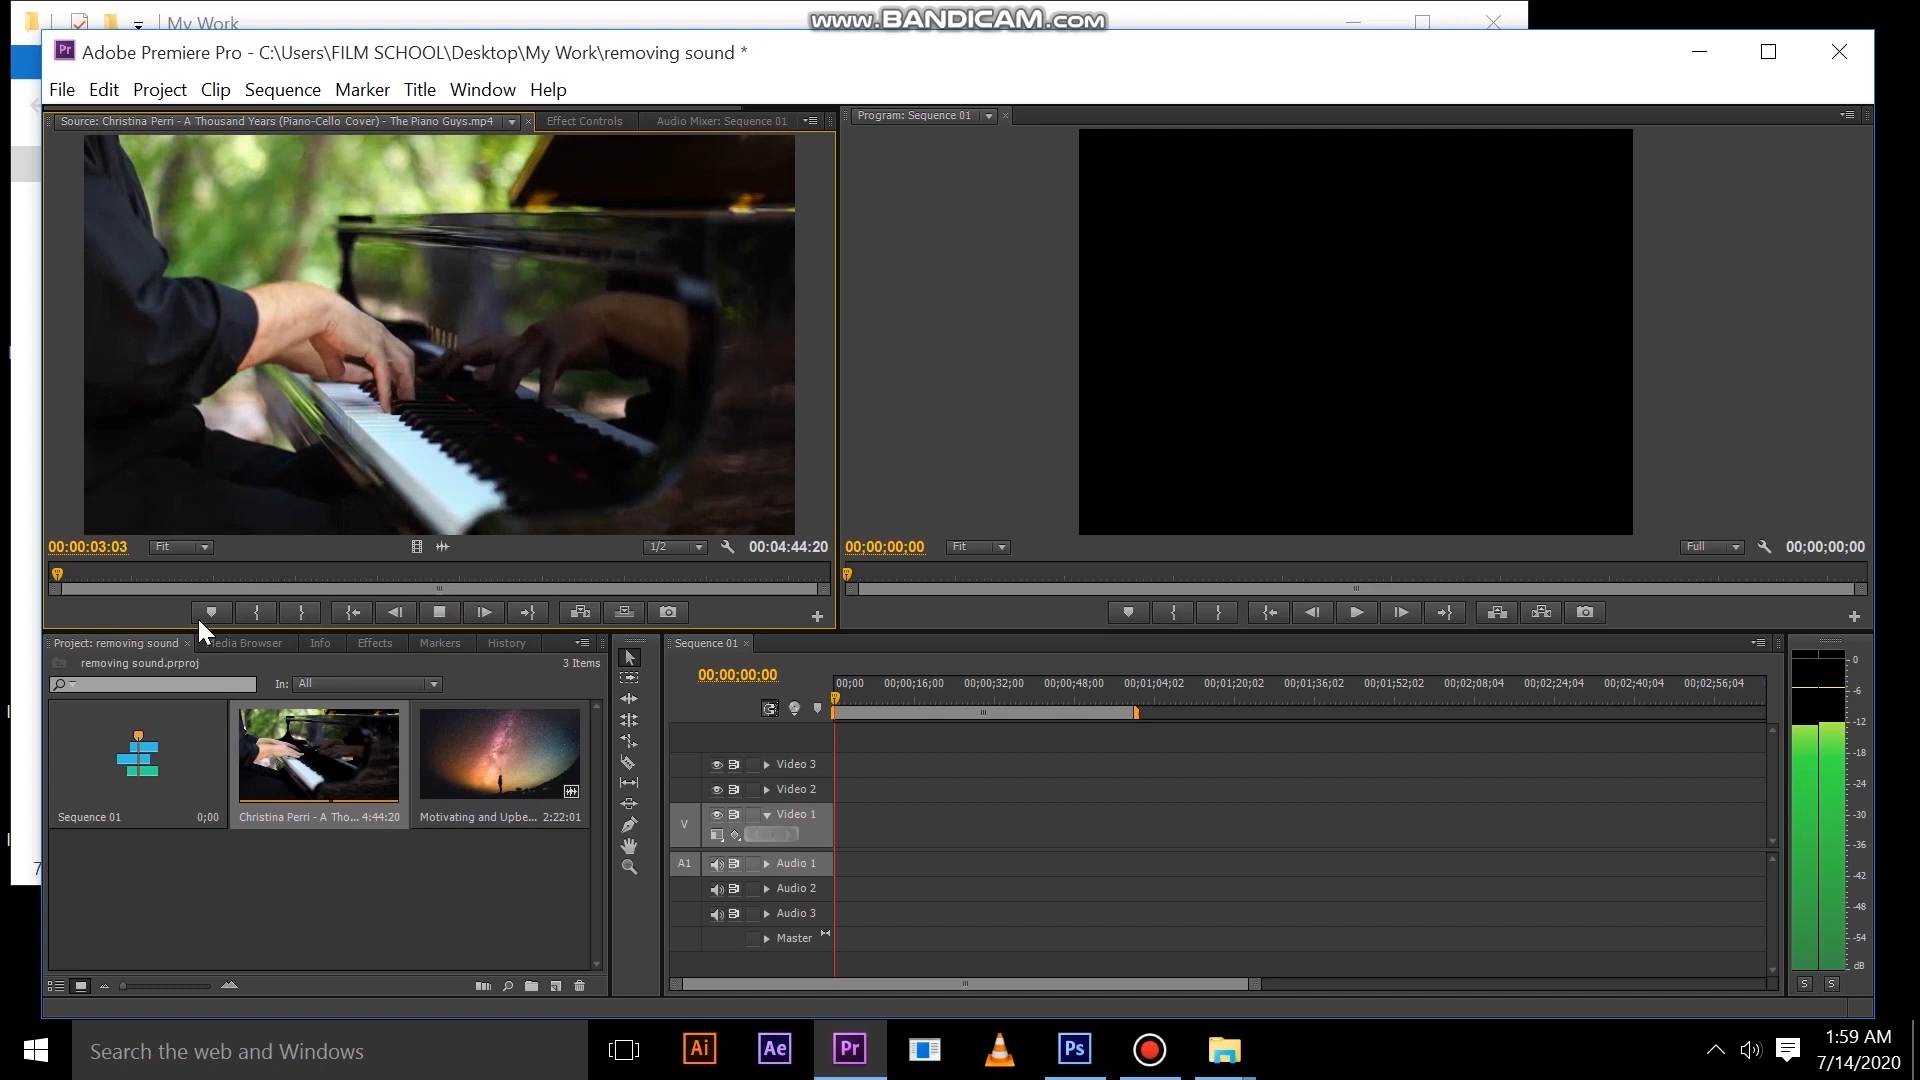 My Work
www.BANDICAM.com
Pr Adobe Premiere Pro - C:\Users\FILM SCHOOL\Desktop\My Work\removing sound *
File Edit Project Clip Sequence Marker Title Window Help
Source: Christina Perri - A Thousand Years (Piano-Cello Cover) - The Piano Guys.mp4 Effect Controls Audio Mixer: Sequence 01
Program: Sequence 01
00:00:03:03 Fit 1/2 00:04:44:20
00;00;00;00 Fit Full 00;00;00;00
Project: removing sound Media Browser Info Effects Markers History
removing sound.prproj 3 Items
In: All
Sequence 01 0;00
Christina Perri - A Tho... 4:44:20
Motivating and Upbe... 2:22:01
Sequence 01
00;00;00;00
00;00 00;00;16;00 00;00;32;00 00;00;48;00 00;01;04;02 00;01;20;02 00;01;36;02 00;01;52;02 00;02;08;04 00;02;24;04 00;02;40;04 00;02;56;04
Video 3
Video 2
V Video 1
A1 Audio 1
Audio 2
Audio 3
Master
0
-6
-12
-18
-24
-30
-36
-42
-48
-54
dB
S S
Search the web and Windows
Ai Ae Pr Ps
1:59 AM
7/14/2020